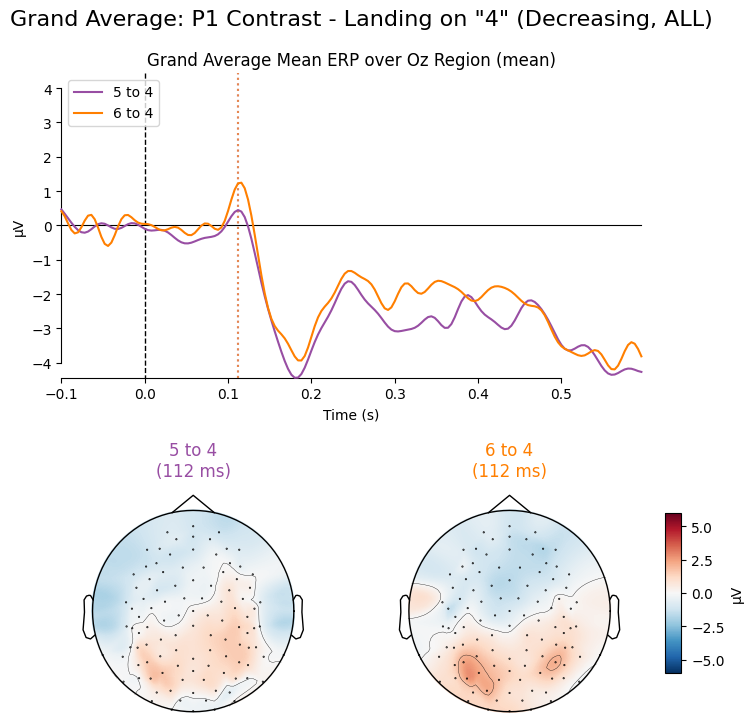 Grand Average: P1 Contrast - Landing on "4" (Decreasing, ALL)
Grand Average Mean ERP over Oz Region (mean)
5 to 4
6 to 4
4
3
2
1
0
−1
−2
−3
−4
µV
−0.1
0.0
0.1
0.2
0.3
0.4
0.5
Time (s)
5 to 4
(112 ms)
6 to 4
(112 ms)
5.0
2.5
0.0
−2.5
−5.0
µV